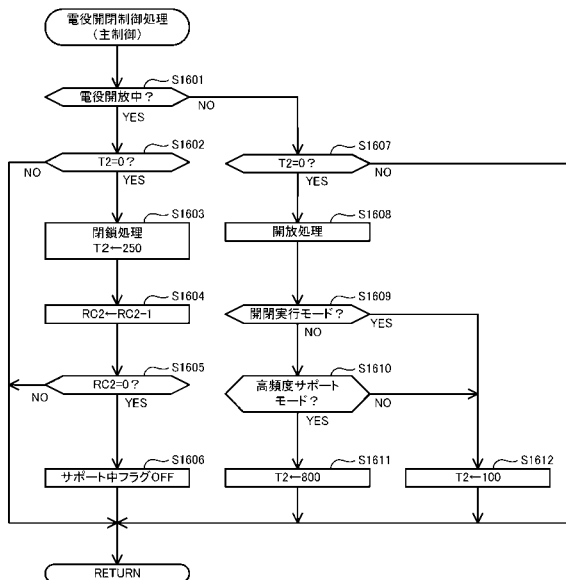 電役開閉制御処理
(主制御)
S1601
電役開放中?
NO
YES
S1602
T2=0?
NO
YES
S1607
T2=0?
NO
YES
S1603
閉鎖処理
T2←250
S1608
開放処理
S1604
RC2←RC2-1
S1609
開閉実行モード?
YES
NO
S1605
RC2=0?
NO
YES
S1610
高頻度サポート
モード?
NO
YES
S1606
サポート中フラグOFF
S1611
T2←800
S1612
T2←100
RETURN